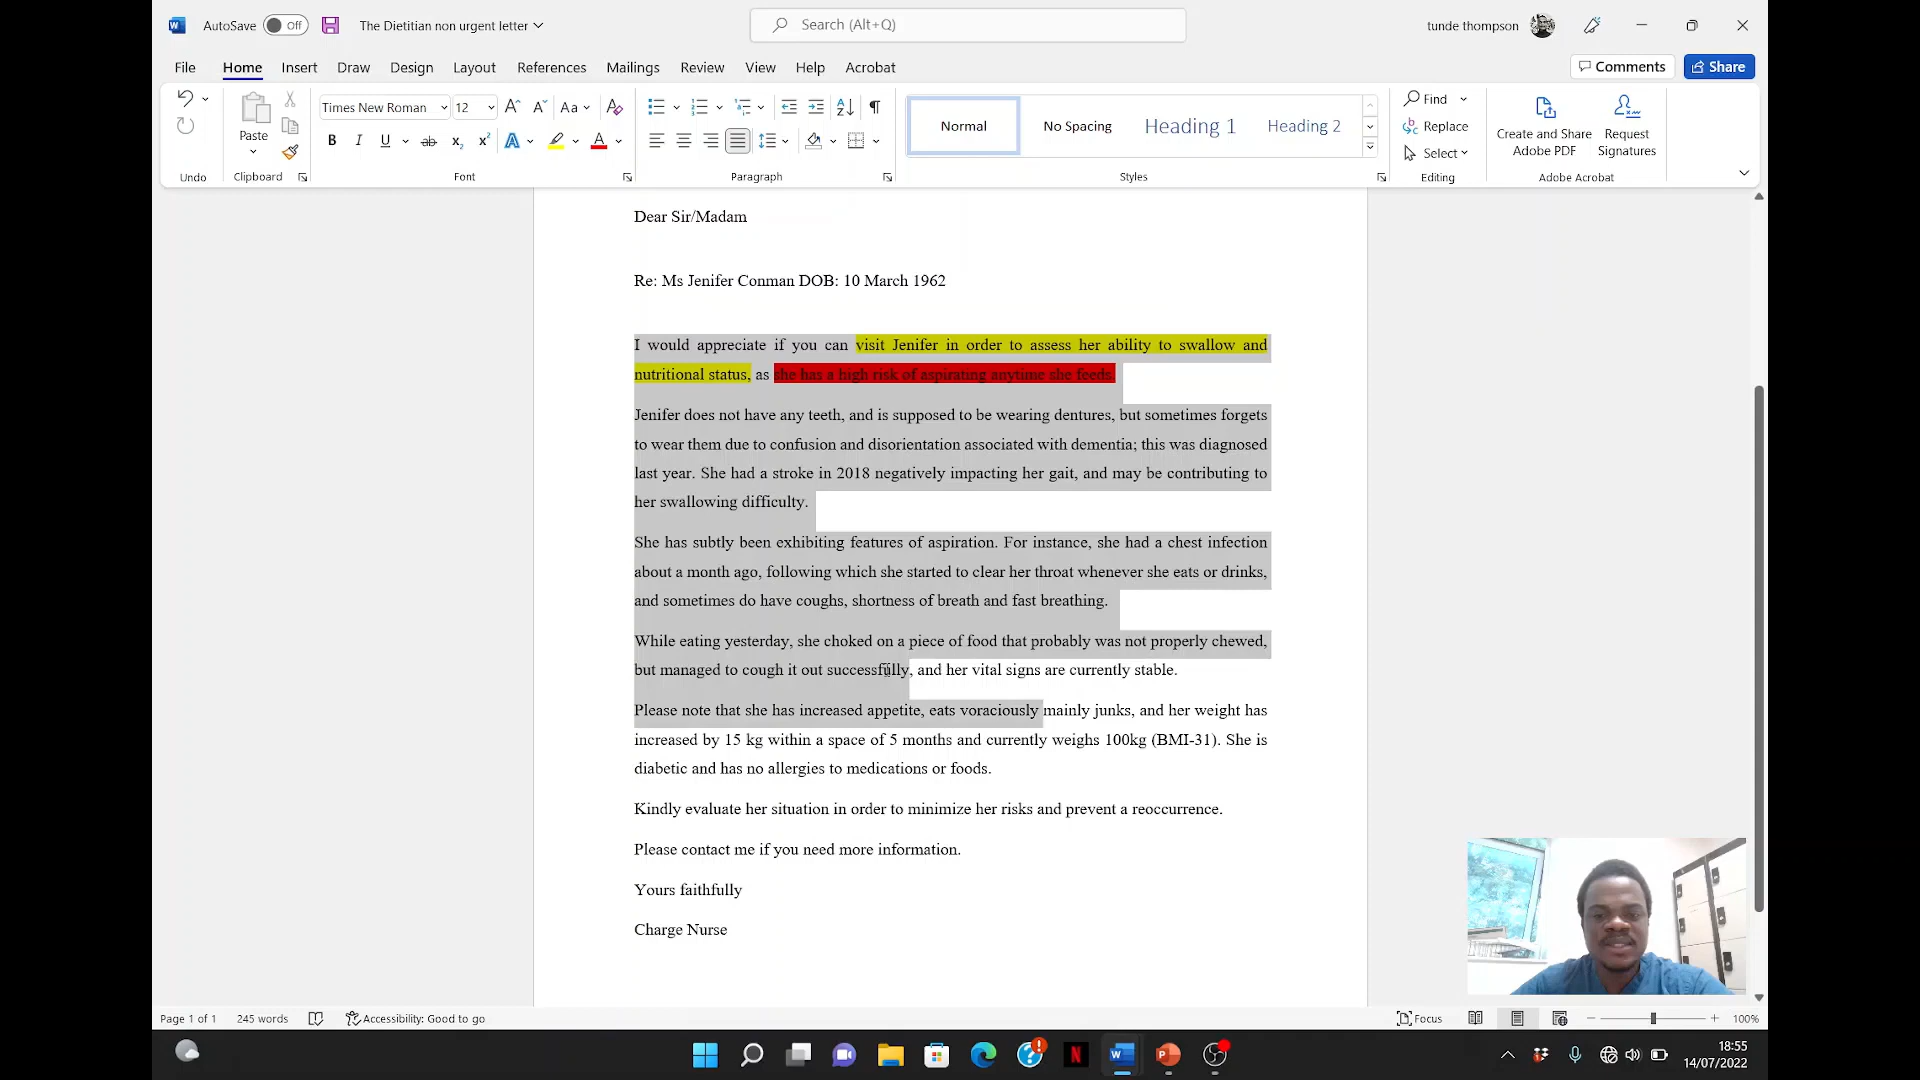 AutoSave Off The Dietitian non urgent letter Search (Alt+Q) tunde thompson
File Home Insert Draw Design Layout References Mailings Review View Help Acrobat Comments Share
Times New Roman 12 Aa Find
Paste Normal No Spacing Heading 1 Heading 2 Replace Create and Share Adobe PDF Request Signatures
B I U ab x₂ x² A A Select
Undo Clipboard Font Paragraph Styles Editing Adobe Acrobat
Dear Sir/Madam
Re: Ms Jenifer Conman DOB: 10 March 1962
I would appreciate if you can visit Jenifer in order to assess her ability to swallow and
nutritional status, as she has a high risk of aspirating anytime she feeds.
Jenifer does not have any teeth, and is supposed to be wearing dentures, but sometimes forgets
to wear them due to confusion and disorientation associated with dementia; this was diagnosed
last year. She had a stroke in 2018 negatively impacting her gait, and may be contributing to
her swallowing difficulty.
She has subtly been exhibiting features of aspiration. For instance, she had a chest infection
about a month ago, following which she started to clear her throat whenever she eats or drinks,
and sometimes do have coughs, shortness of breath and fast breathing.
While eating yesterday, she choked on a piece of food that probably was not properly chewed,
but managed to cough it out successfully, and her vital signs are currently stable.
Please note that she has increased appetite, eats voraciously mainly junks, and her weight has
increased by 15 kg within a space of 5 months and currently weighs 100kg (BMI-31). She is
diabetic and has no allergies to medications or foods.
Kindly evaluate her situation in order to minimize her risks and prevent a reoccurrence.
Please contact me if you need more information.
Yours faithfully
Charge Nurse
Page 1 of 1 245 words Accessibility: Good to go Focus 100%
18:55
14/07/2022